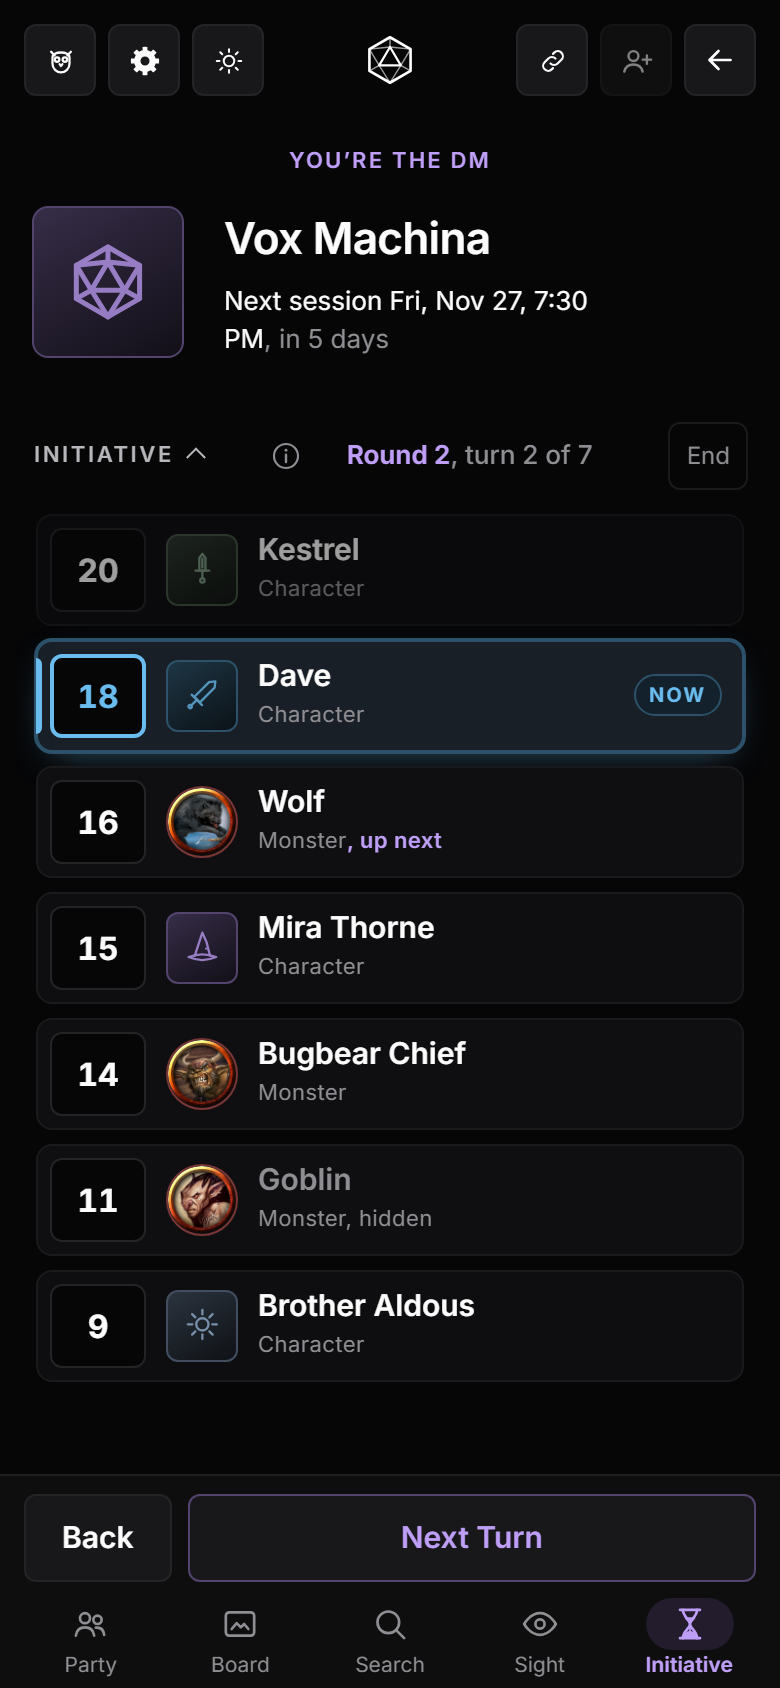 YOU’RE THE DM
Vox Machina
Next session Fri, Nov 27, 7:30
PM, in 5 days
INITIATIVE
Round 2, turn 2 of 7
End
20
Kestrel
Character
18
Dave
Character
NOW
16
Wolf
Monster, up next
15
Mira Thorne
Character
14
Bugbear Chief
Monster
11
Goblin
Monster, hidden
9
Brother Aldous
Character
Back
Next Turn
Party
Board
Search
Sight
Initiative